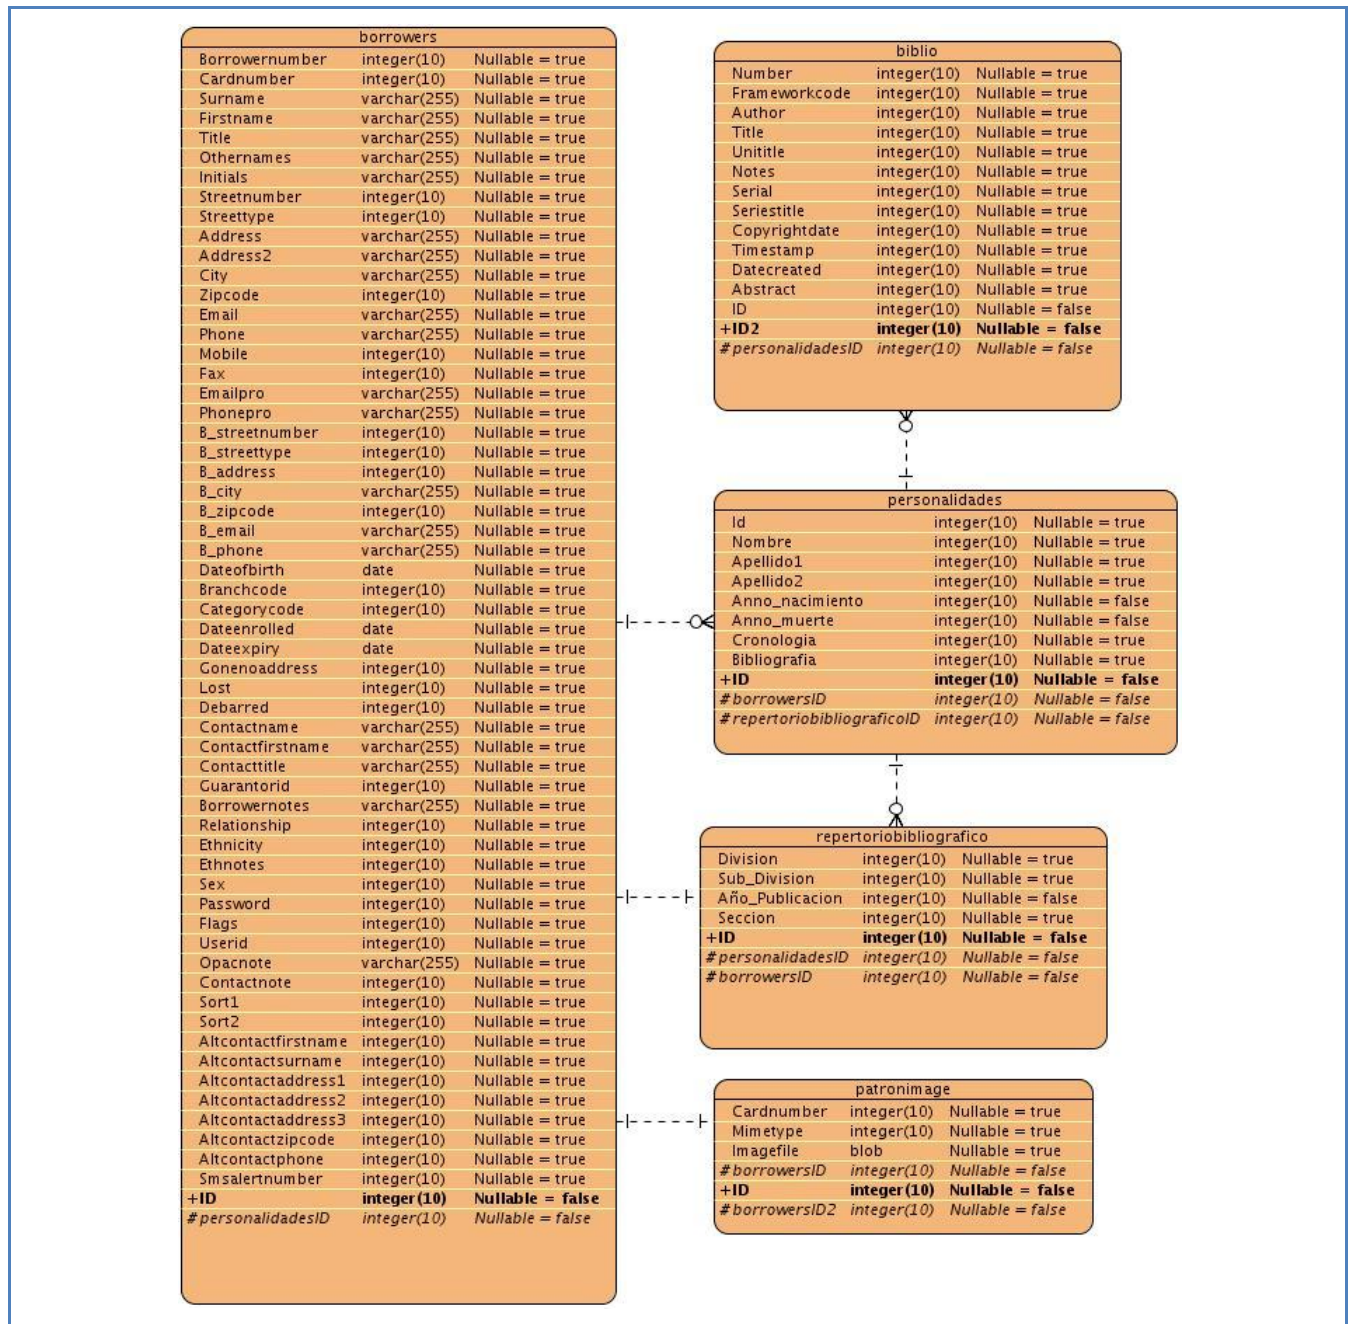 borrowers
Borrowernumber integer(10) Nullable = true
Cardnumber integer(10) Nullable = true
Surname varchar(255) Nullable = true
Firstname varchar(255) Nullable = true
Title varchar(255) Nullable = true
Othernames varchar(255) Nullable = true
Initials varchar(255) Nullable = true
Streetnumber integer(10) Nullable = true
Streettype integer(10) Nullable = true
Address varchar(255) Nullable = true
Address2 varchar(255) Nullable = true
City varchar(255) Nullable = true
Zipcode integer(10) Nullable = true
Email varchar(255) Nullable = true
Phone varchar(255) Nullable = true
Mobile integer(10) Nullable = true
Fax integer(10) Nullable = true
Emailpro varchar(255) Nullable = true
Phonepro varchar(255) Nullable = true
B_streetnumber integer(10) Nullable = true
B_streettype integer(10) Nullable = true
B_address integer(10) Nullable = true
B_city varchar(255) Nullable = true
B_zipcode integer(10) Nullable = true
B_email varchar(255) Nullable = true
B_phone varchar(255) Nullable = true
Dateofbirth date Nullable = true
Branchcode integer(10) Nullable = true
Categorycode integer(10) Nullable = true
Dateenrolled date Nullable = true
Dateexpiry date Nullable = true
Gonenoaddress integer(10) Nullable = true
Lost integer(10) Nullable = true
Debarred integer(10) Nullable = true
Contactname varchar(255) Nullable = true
Contactfirstname varchar(255) Nullable = true
Contacttitle varchar(255) Nullable = true
Guarantorid integer(10) Nullable = true
Borrowernotes varchar(255) Nullable = true
Relationship integer(10) Nullable = true
Ethnicity integer(10) Nullable = true
Ethnotes integer(10) Nullable = true
Sex integer(10) Nullable = true
Password integer(10) Nullable = true
Flags integer(10) Nullable = true
Userid integer(10) Nullable = true
Opacnote varchar(255) Nullable = true
Contactnote integer(10) Nullable = true
Sort1 integer(10) Nullable = true
Sort2 integer(10) Nullable = true
Altcontactfirstname integer(10) Nullable = true
Altcontactsurname integer(10) Nullable = true
Altcontactaddress1 integer(10) Nullable = true
Altcontactaddress2 integer(10) Nullable = true
Altcontactaddress3 integer(10) Nullable = true
Altcontactzipcode integer(10) Nullable = true
Altcontactphone integer(10) Nullable = true
Smsalertnumber integer(10) Nullable = true
+ID integer(10) Nullable = false
#personalidadesID integer(10) Nullable = false
biblio
Number integer(10) Nullable = true
Frameworkcode integer(10) Nullable = true
Author integer(10) Nullable = true
Title integer(10) Nullable = true
Unititle integer(10) Nullable = true
Notes integer(10) Nullable = true
Serial integer(10) Nullable = true
Seriestitle integer(10) Nullable = true
Copyrightdate integer(10) Nullable = true
Timestamp integer(10) Nullable = true
Datecreated integer(10) Nullable = true
Abstract integer(10) Nullable = true
ID integer(10) Nullable = false
+ID2 integer(10) Nullable = false
#personalidadesID integer(10) Nullable = false
personalidades
Id integer(10) Nullable = true
Nombre integer(10) Nullable = true
Apellido1 integer(10) Nullable = true
Apellido2 integer(10) Nullable = true
Anno_nacimiento integer(10) Nullable = false
Anno_muerte integer(10) Nullable = false
Cronologia integer(10) Nullable = true
Bibliografia integer(10) Nullable = true
+ID integer(10) Nullable = false
#borrowersID integer(10) Nullable = false
#repertoriobibliograficoID integer(10) Nullable = false
repertoriobibliografico
Division integer(10) Nullable = true
Sub_Division integer(10) Nullable = true
Año_Publicacion integer(10) Nullable = false
Seccion integer(10) Nullable = true
+ID integer(10) Nullable = false
#personalidadesID integer(10) Nullable = false
#borrowersID integer(10) Nullable = false
patronimage
Cardnumber integer(10) Nullable = true
Mimetype integer(10) Nullable = true
Imagefile blob Nullable = true
#borrowersID integer(10) Nullable = false
+ID integer(10) Nullable = false
#borrowersID2 integer(10) Nullable = false